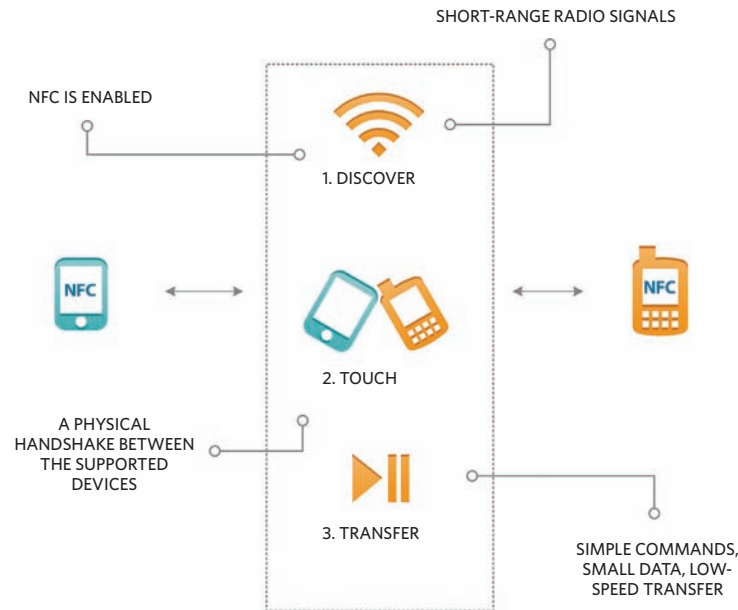 SHORT-RANGE RADIO SIGNALS
NFC IS ENABLED
1. DISCOVER
NFC
NFC
2. TOUCH
A PHYSICAL
HANDSHAKE BETWEEN
THE SUPPORTED
DEVICES
3. TRANSFER
SIMPLE COMMANDS,
SMALL DATA, LOW-
SPEED TRANSFER